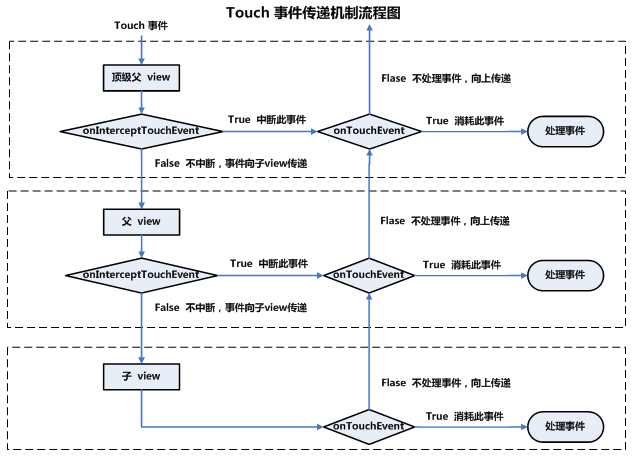 Touch 事件传递机制流程图
Touch 事件
顶级父 view
Flase 不处理事件，向上传递
onInterceptTouchEvent
True 中断此事件
onTouchEvent
True 消耗此事件
处理事件
False 不中断，事件向子view传递
父 view
Flase 不处理事件，向上传递
onInterceptTouchEvent
True 中断此事件
onTouchEvent
True 消耗此事件
处理事件
False 不中断，事件向子view传递
子 view
Flase 不处理事件，向上传递
onTouchEvent
True 消耗此事件
处理事件